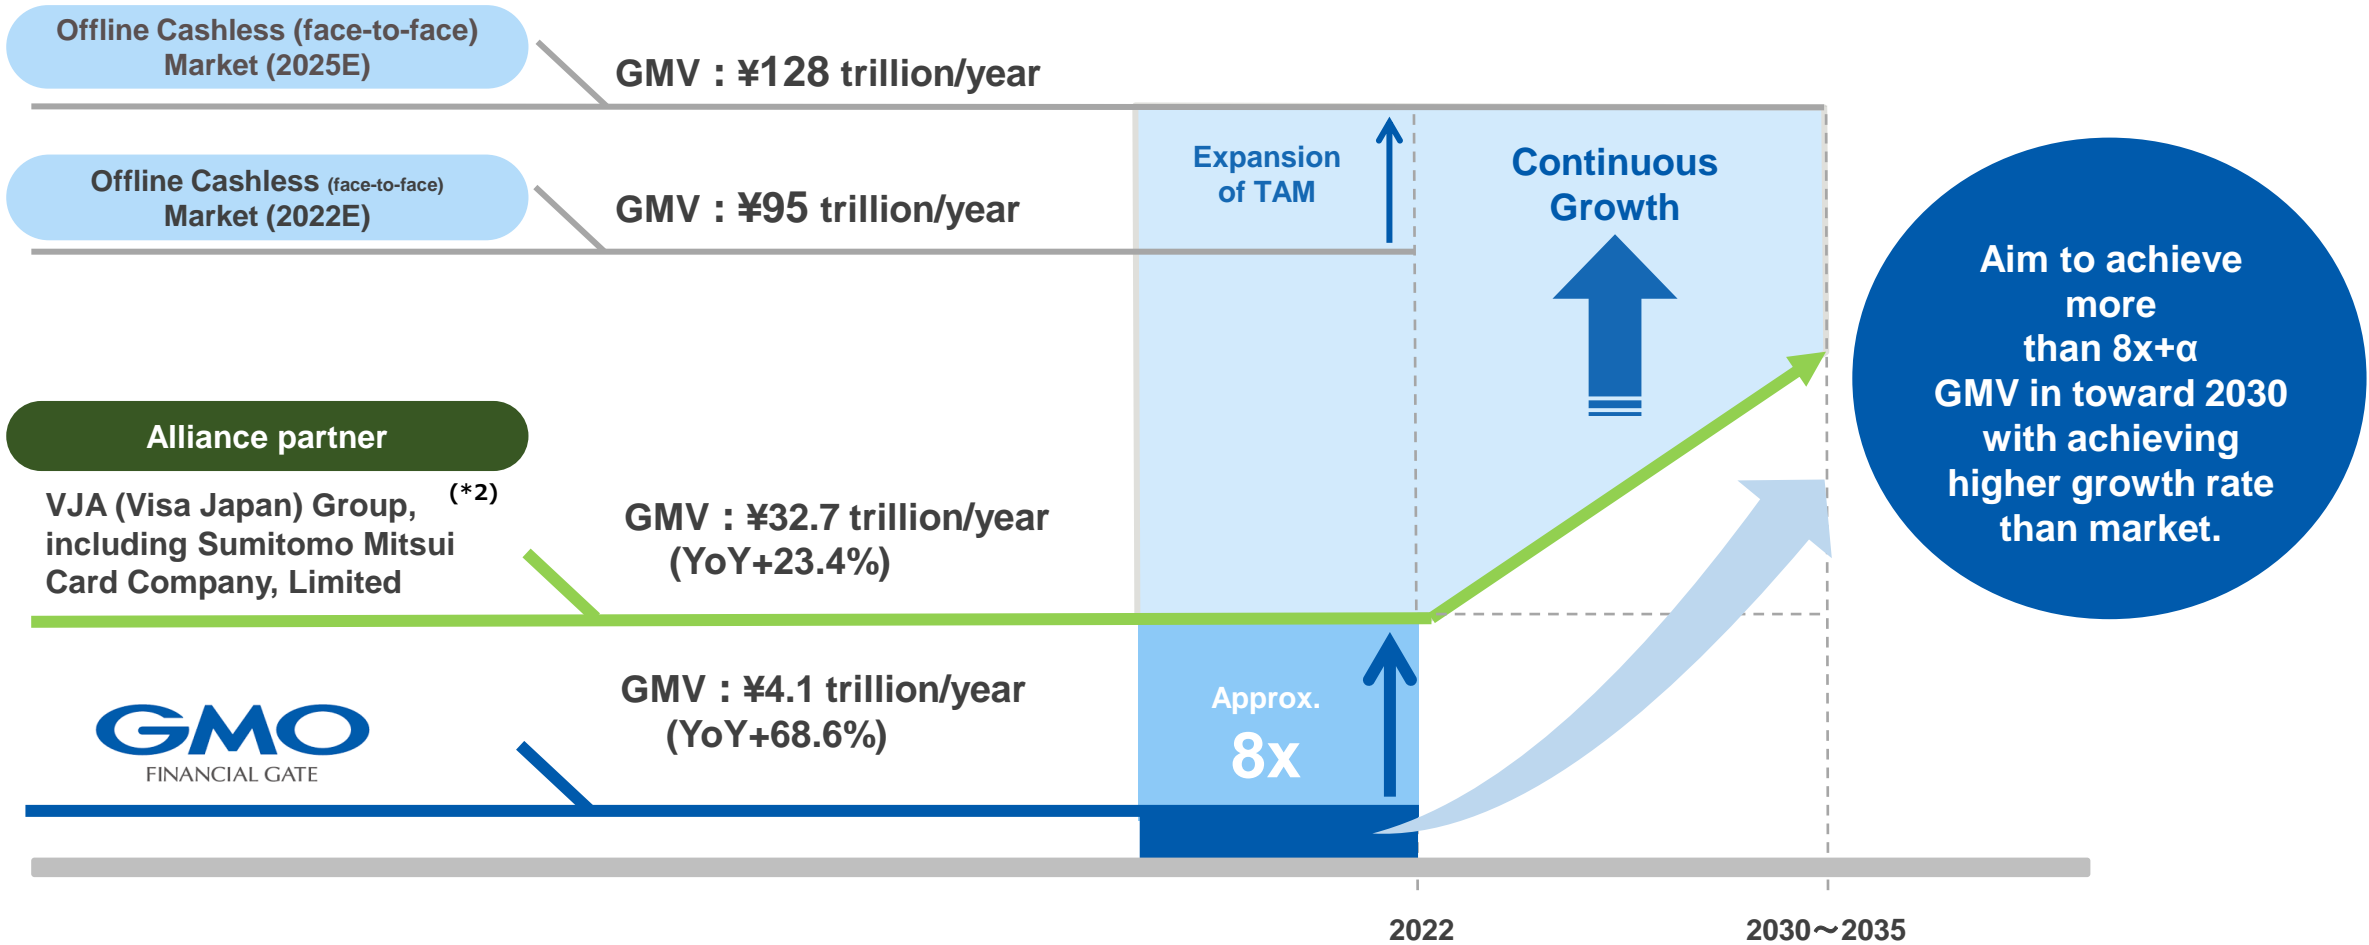 Offline Cashless (face-to-face)
Market (2025E)
GMV：¥128 trillion/year
Offline Cashless (face-to-face)
Market (2022E)
GMV：¥95 trillion/year
Expansion
of TAM
Continuous
Growth
Aim to achieve
more
than 8x+α
GMV in toward 2030
with achieving
higher growth rate
than market.
Alliance partner
VJA (Visa Japan) Group, (*2)
including Sumitomo Mitsui
Card Company, Limited
GMV：¥32.7 trillion/year
(YoY+23.4%)
GMO
FINANCIAL GATE
GMV：¥4.1 trillion/year
(YoY+68.6%)
Approx.
8x
2022
2030～2035